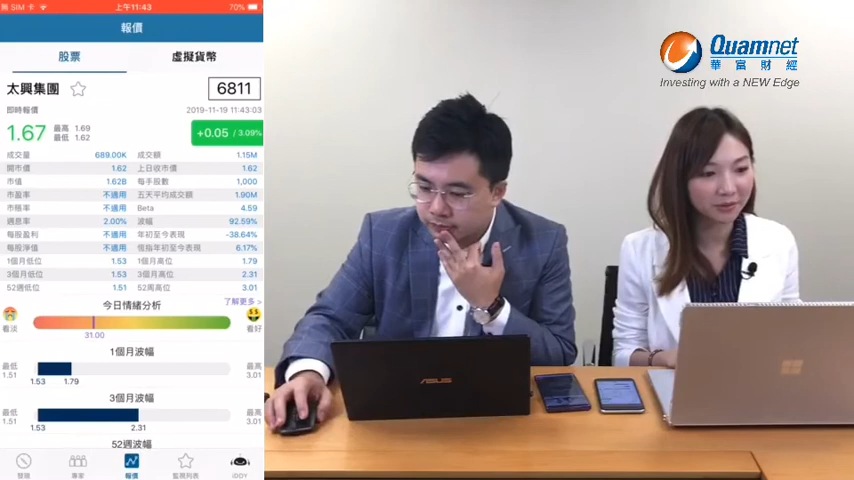 無 SIM 卡
上午11:43
70%
報價
股票
虛擬貨幣
太興集團
6811
即時報價
2019-11-19 11:43:03
1.67
最高 1.69
最低 1.62
+0.05 / 3.09%
成交量 689.00K 成交額 1.15M
開市價 1.62 上日收市價 1.62
市值 1.62B 每手股數 1,000
市盈率 不適用 五天平均成交額 1.90M
市賬率 不適用 Beta 4.59
週息率 2.00% 波幅 92.59%
每股盈利 不適用 年初至今表現 -38.64%
每股淨值 不適用 恆指年初至今表現 6.17%
1個月低位 1.53 1個月高位 1.79
3個月低位 1.53 3個月高位 2.31
52週低位 1.51 52周高位 3.01
今日情緒分析
了解更多 >
看淡
看好
31.00
1個月波幅
最低 1.51
最高 3.01
1.53 1.79
3個月波幅
最低 1.51
最高 3.01
1.53 2.31
52週波幅
專家
報價
監視列表
iDDY
Quamnet
華富財經
Investing with a NEW Edge
ASUS